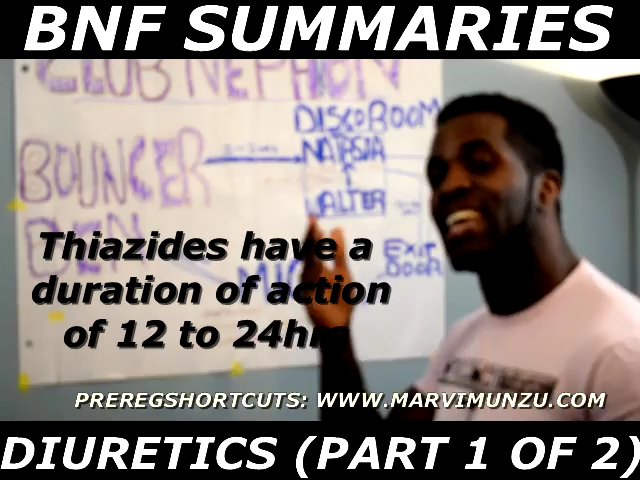 BNF SUMMARIES
CLUB NEPHRON
DISCO ROOM
BOUNCER
NATASIA
WALTER
EXIT
DOOR
Thiazides have a
duration of action
of 12 to 24hrs
PREREGSHORTCUTS: WWW.MARVIMUNZU.COM
DIURETICS (PART 1 OF 2)